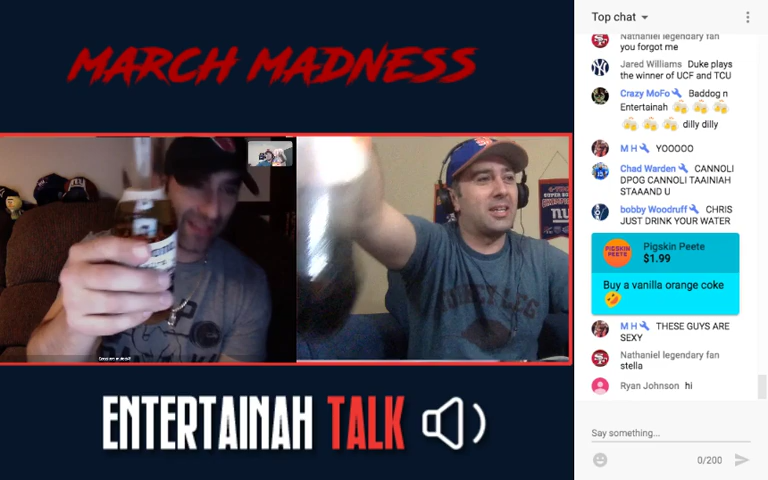 MARCH MADNESS
NU
ENTERTAINAH TALK
Top chat
Nathaniel legendary fan
you forgot me
Jared Williams Duke plays
the winner of UCF and TCU
Crazy MoFo Baddog n
Entertainah
dilly dilly
M H YOOOOO
Chad Warden CANNOLI
DPOG CANNOLI TAAINIAH
STAAAND U
bobby Woodruff CHRIS
JUST DRINK YOUR WATER
PIGSKIN
PEETE
Pigskin Peete
$1.99
Buy a vanilla orange coke
M H THESE GUYS ARE
SEXY
Nathaniel legendary fan
stella
Ryan Johnson hi
Say something...
0/200